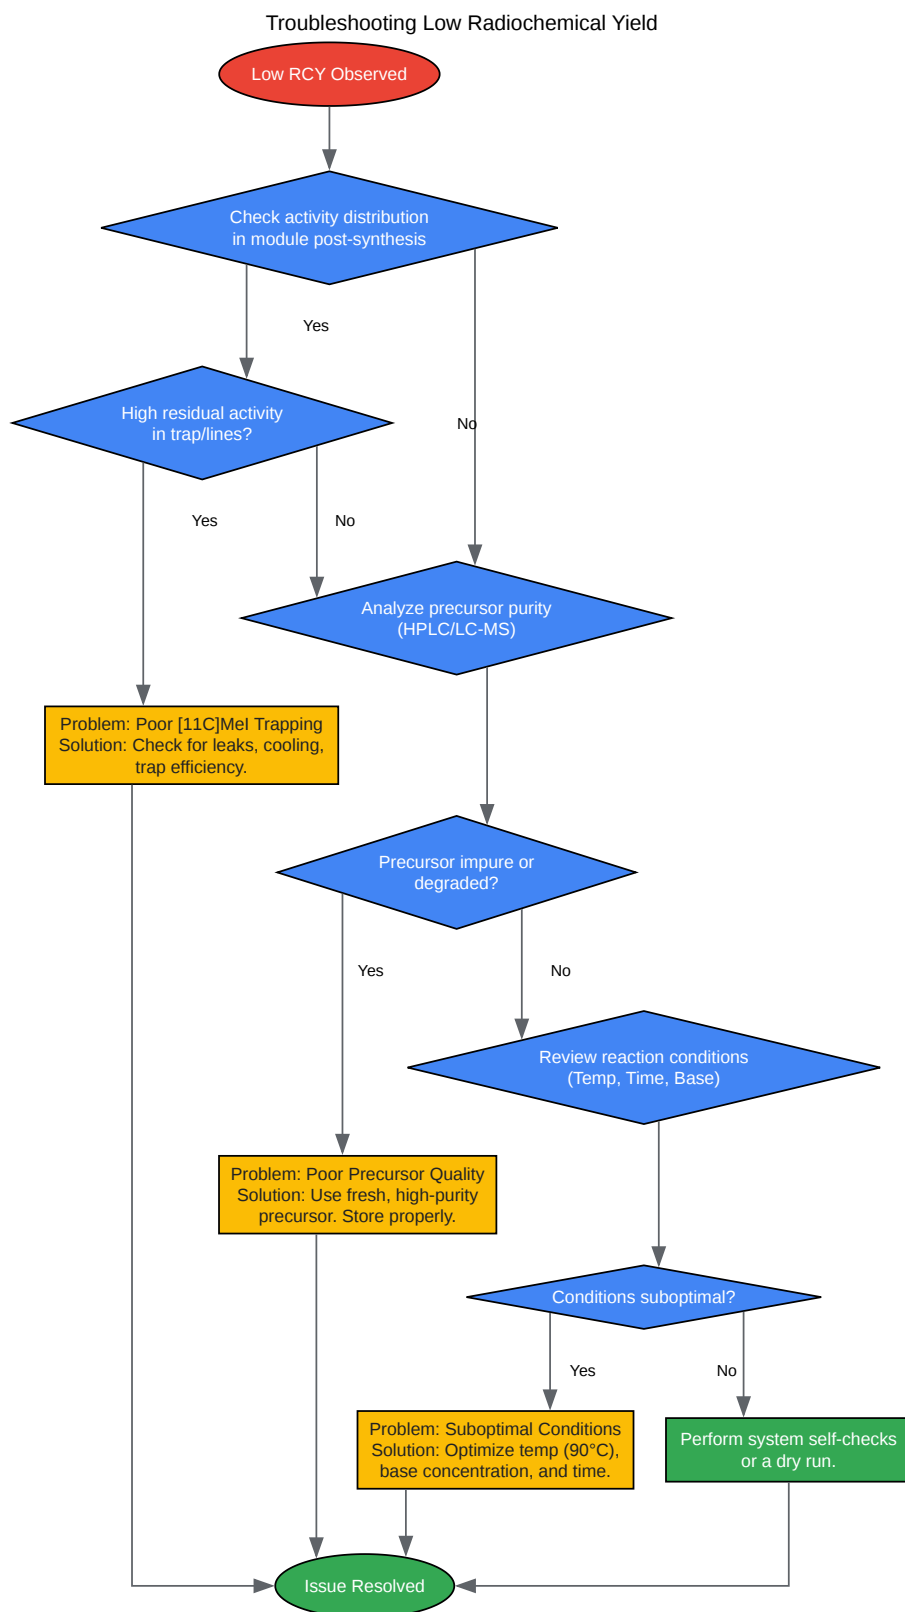 Troubleshooting Low Radiochemical Yield
Low RCY Observed
Check activity distribution
in module post-synthesis
Yes
No
High residual activity
in trap/lines?
Yes
No
Analyze precursor purity
(HPLC/LC-MS)
Problem: Poor [11C]MeI Trapping
Solution: Check for leaks, cooling,
trap efficiency.
Precursor impure or
degraded?
Yes
No
Review reaction conditions
(Temp, Time, Base)
Problem: Poor Precursor Quality
Solution: Use fresh, high-purity
precursor. Store properly.
Conditions suboptimal?
Yes
No
Problem: Suboptimal Conditions
Solution: Optimize temp (90°C),
base concentration, and time.
Perform system self-checks
or a dry run.
Issue Resolved